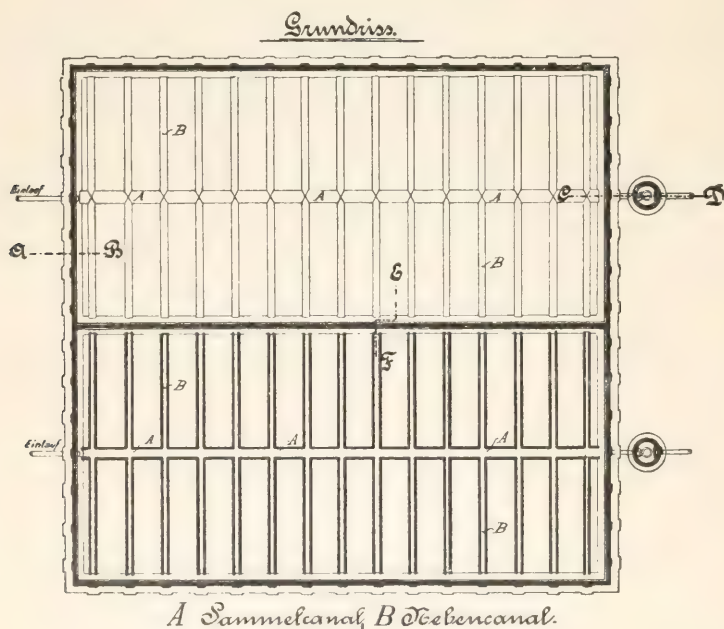 Grundriss.
B
Einlauf
A A A
C D
A B
B
E
F
B
Einlauf
A A A
B
A Sammelcanal, B Nebencanal.